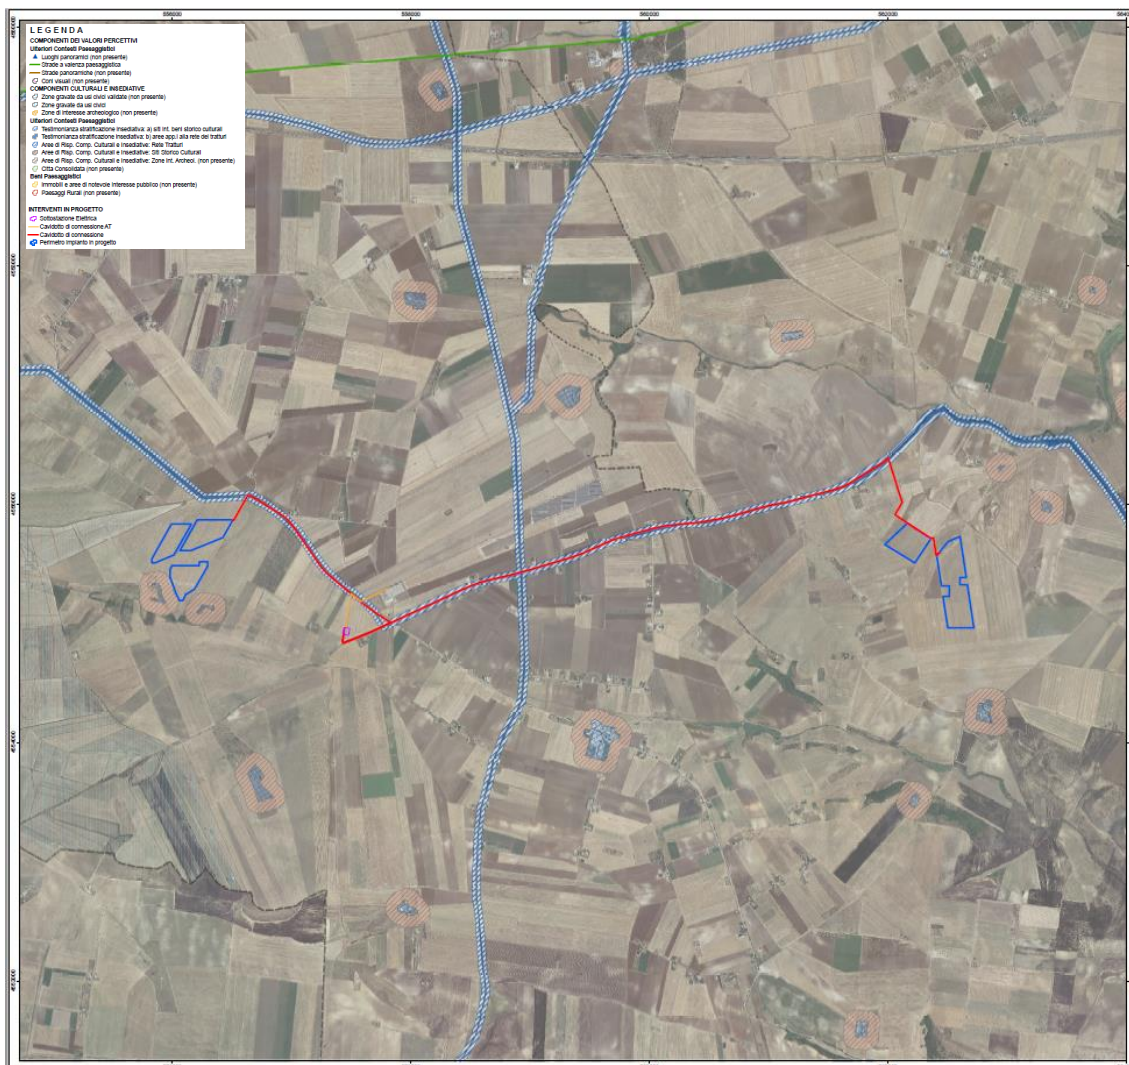 556000
558000
560000
562000
LEGENDA
COMPONENTI DEI VALORI PERCETTIVI
Ulteriori Contesti Paesaggistici
Luoghi panoramici (non presente)
Strade a valenza paesaggistica
Strade panoramiche (non presente)
Coni visuali (non presente)
COMPONENTI CULTURALI E INSEDIATIVE
Zone gravate da usi civici validate (non presente)
Zone gravate da usi civici
Zone di interesse archeologico (non presente)
Ulteriori Contesti Paesaggistici
Testimonianza stratificazione insediativa: a) siti int. beni storico culturali
Testimonianza stratificazione insediativa: b) aree app.i alla rete dei tratturi
Aree di Risp. Comp. Culturali e Insediative: Rete Tratturi
Aree di Risp. Comp. Culturali e Insediative: Siti Storico Culturali
Aree di Risp. Comp. Culturali e Insediative: Zone Int. Archeol. (non presente)
Citta Consolidata (non presente)
Beni Paesaggistici
Immobili e aree di notevole interesse pubblico (non presente)
Paesaggi Rurali (non presente)
INTERVENTI IN PROGETTO
Sottostazione Elettrica
Cavidotto di connessione AT
Cavidotto di connessione
Perimetro impianto in progetto